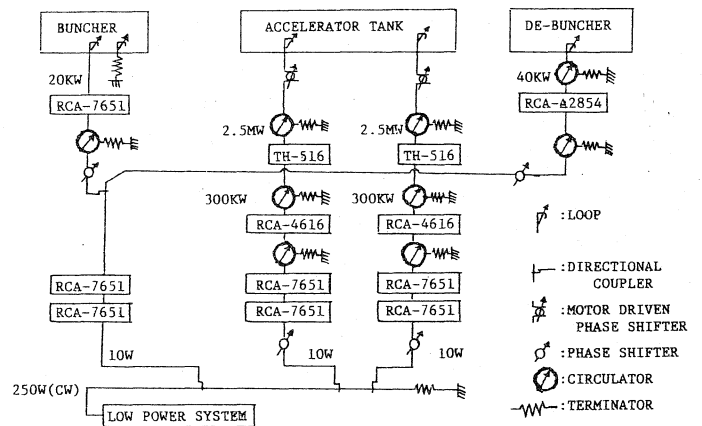 BUNCHER
ACCELERATOR TANK
DE-BUNCHER
20KW
40KW
RCA-7651
RCA-A2854
2.5MW
2.5MW
TH-516
TH-516
300KW
300KW
RCA-4616
RCA-4616
:LOOP
:DIRECTIONAL
COUPLER
RCA-7651
RCA-7651
RCA-7651
RCA-7651
RCA-7651
RCA-7651
:MOTOR DRIVEN
PHASE SHIFTER
10W
10W
10W
:PHASE SHIFTER
250W(CW)
:CIRCULATOR
LOW POWER SYSTEM
:TERMINATOR